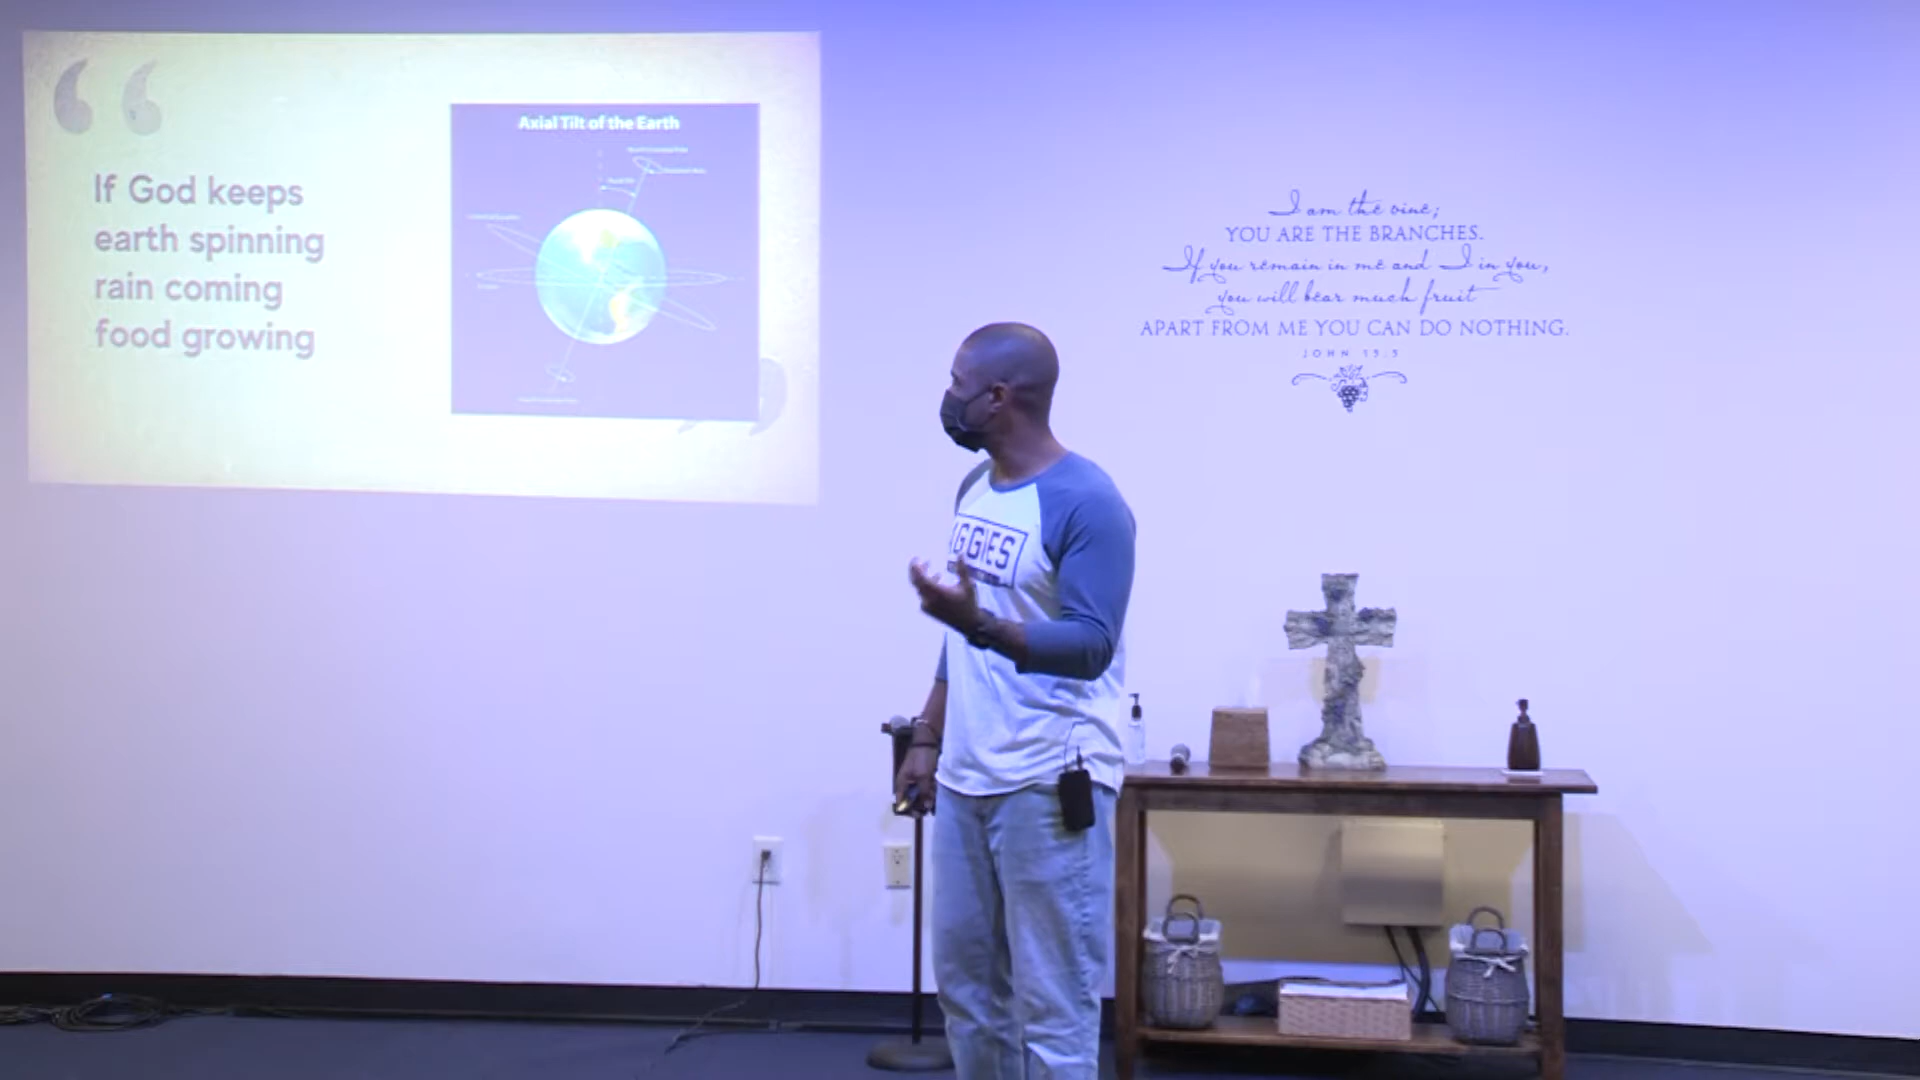 If God keeps
earth spinning
rain coming
food growing
Axial Tilt of the Earth
I am the vine;
YOU ARE THE BRANCHES.
If you remain in me and I in you,
you will bear much fruit
APART FROM ME YOU CAN DO NOTHING.
JOHN 15:5
GGIES